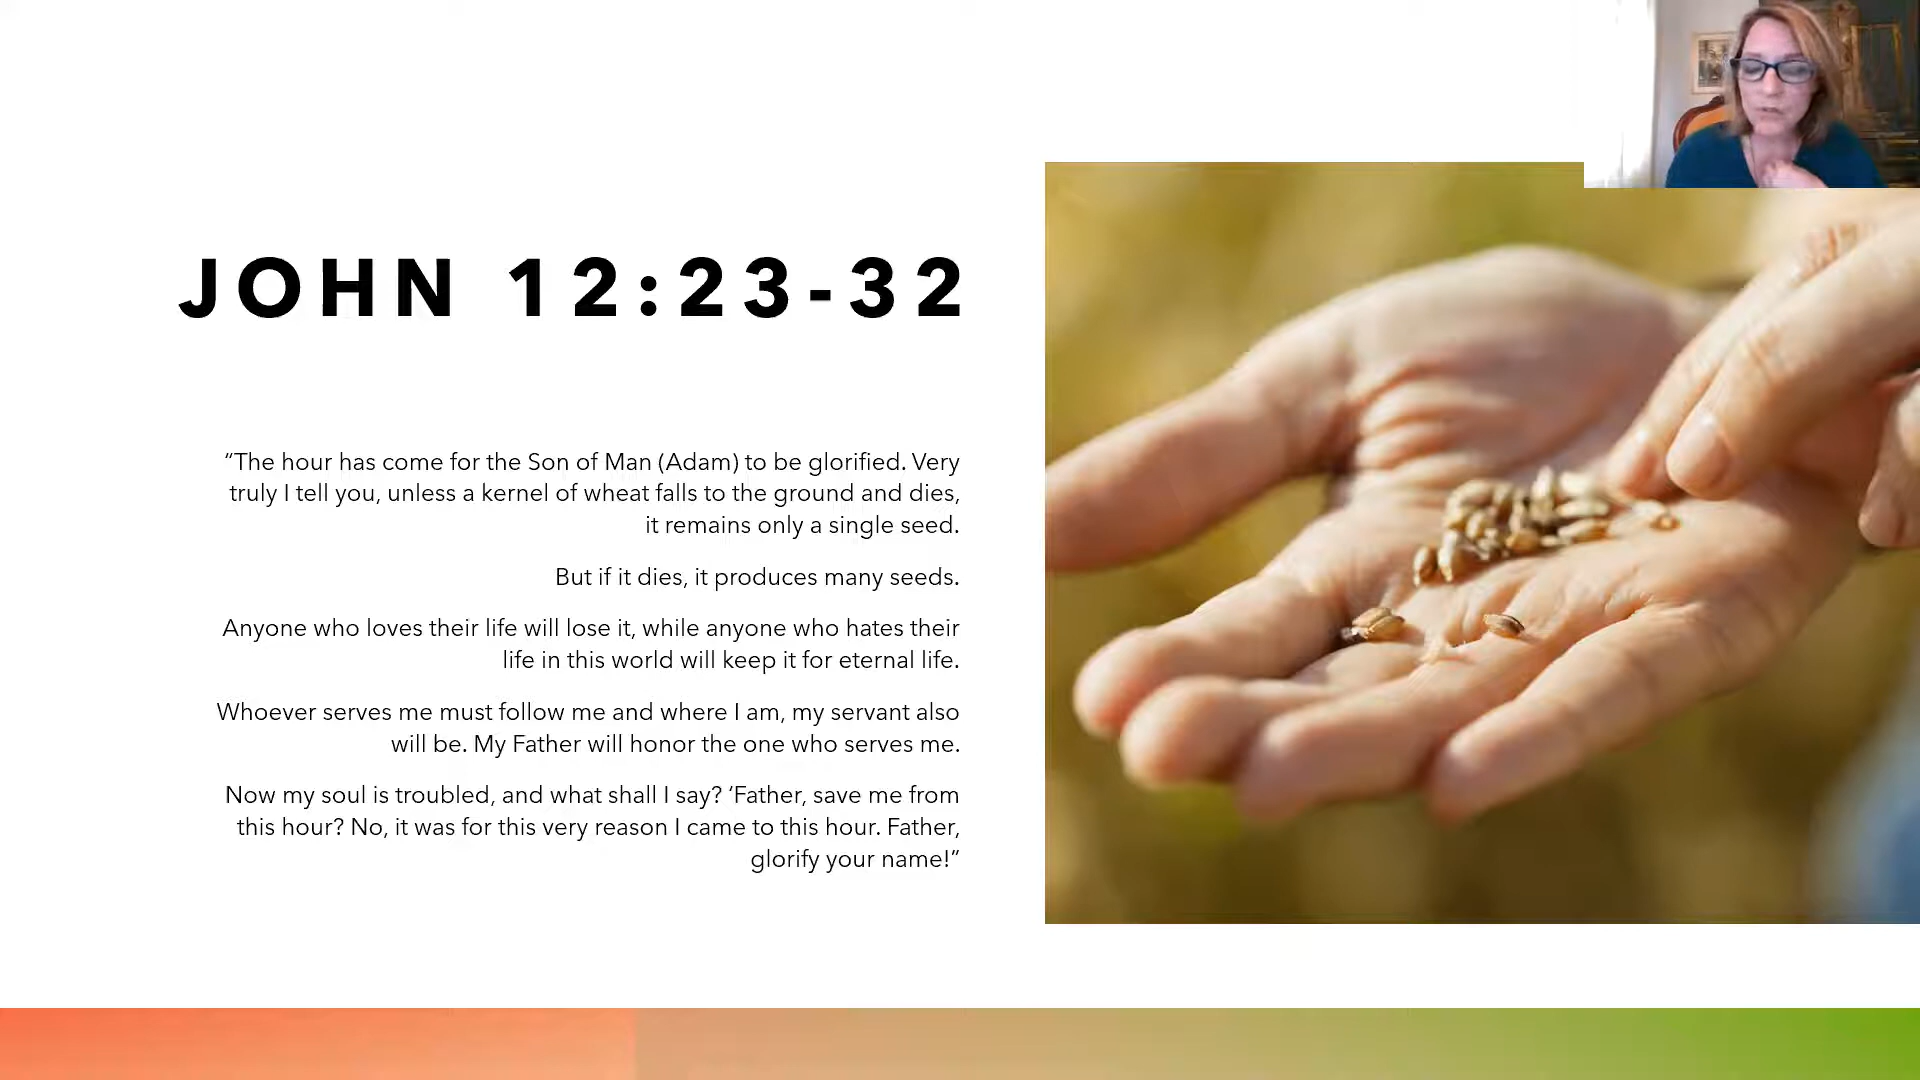 JOHN 12:23-32
“The hour has come for the Son of Man (Adam) to be glorified. Very
truly I tell you, unless a kernel of wheat falls to the ground and dies,
it remains only a single seed.
But if it dies, it produces many seeds.
Anyone who loves their life will lose it, while anyone who hates their
life in this world will keep it for eternal life.
Whoever serves me must follow me and where I am, my servant also
will be. My Father will honor the one who serves me.
Now my soul is troubled, and what shall I say? ‘Father, save me from
this hour? No, it was for this very reason I came to this hour. Father,
glorify your name!”